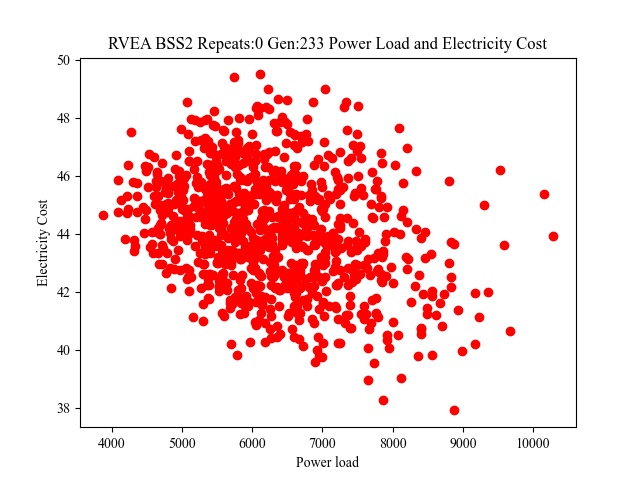 RVEA BSS2 Repeats:0 Gen:233 Power Load and Electricity Cost
50
48
46
44
42
40
38
Electricity Cost
4000 5000 6000 7000 8000 9000 10000
Power load